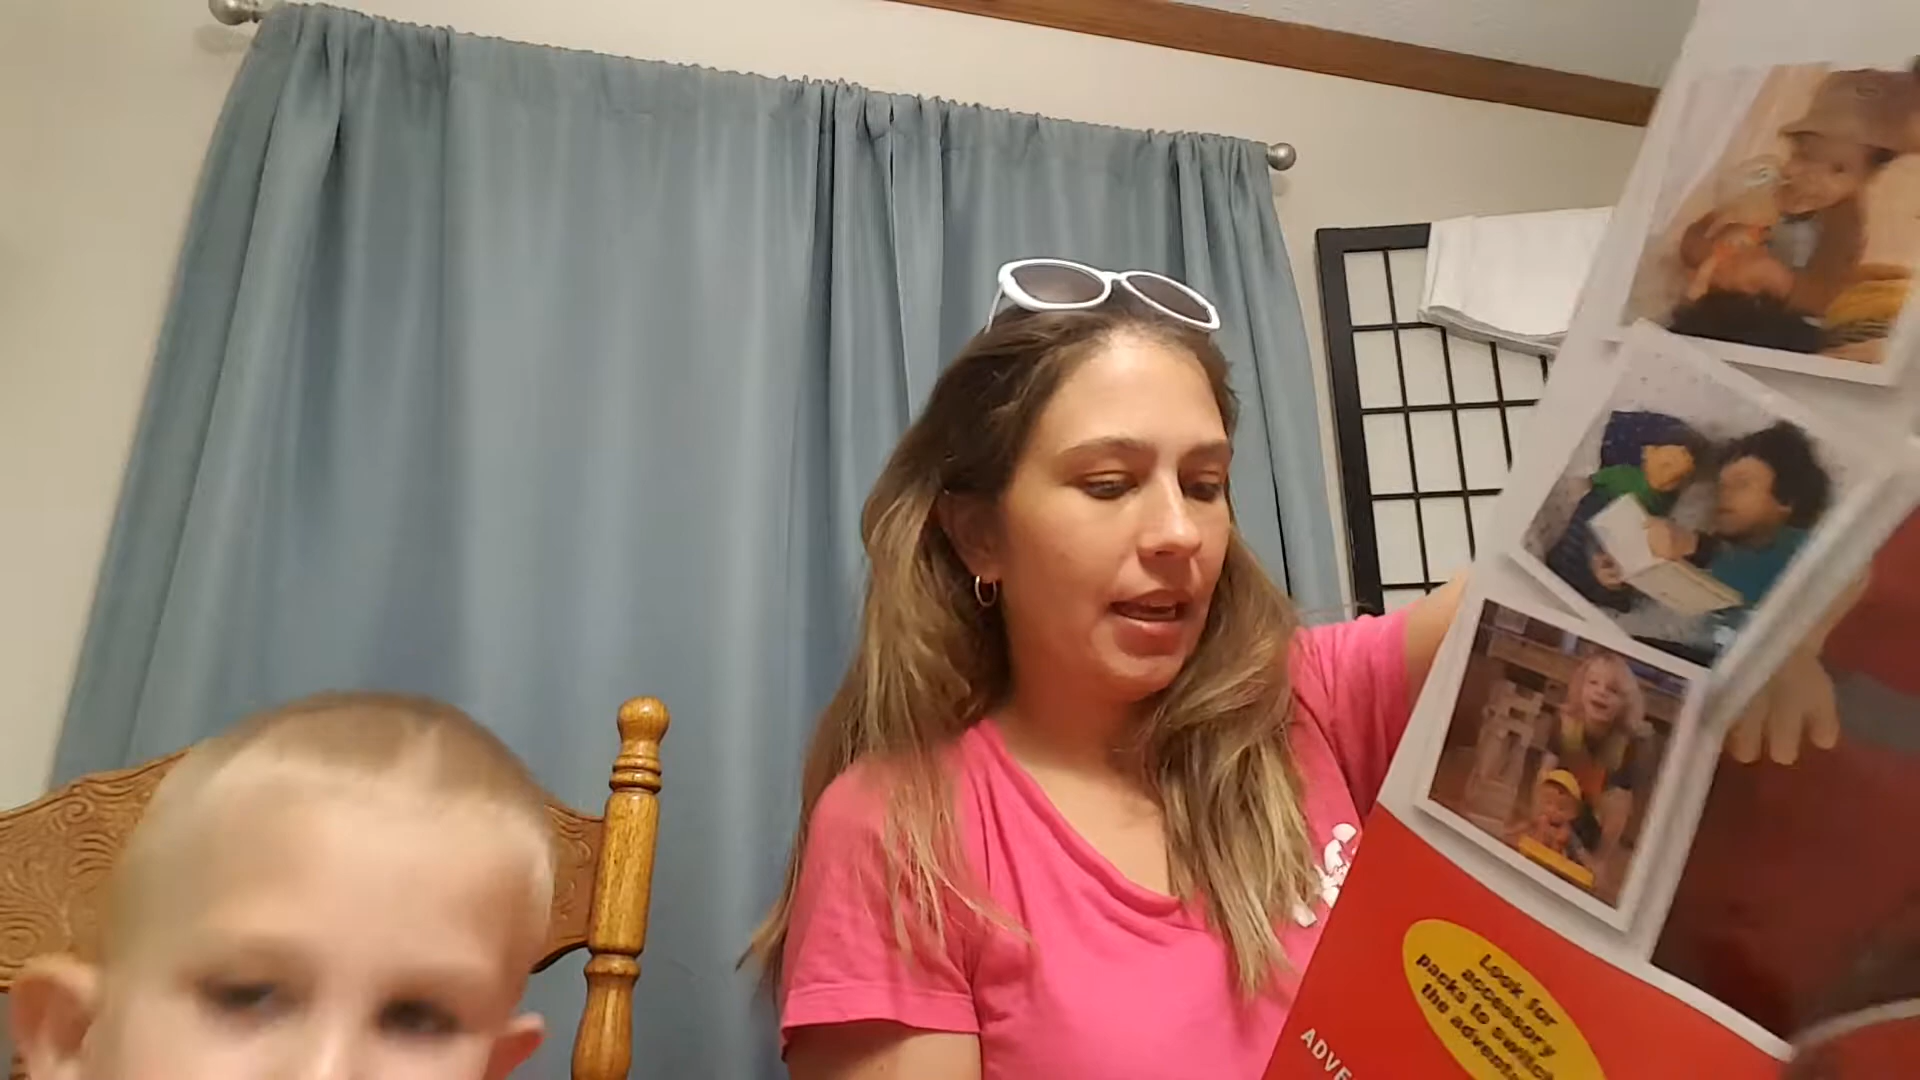 Look for
accessory
packs to switch
the adventure
ADVE